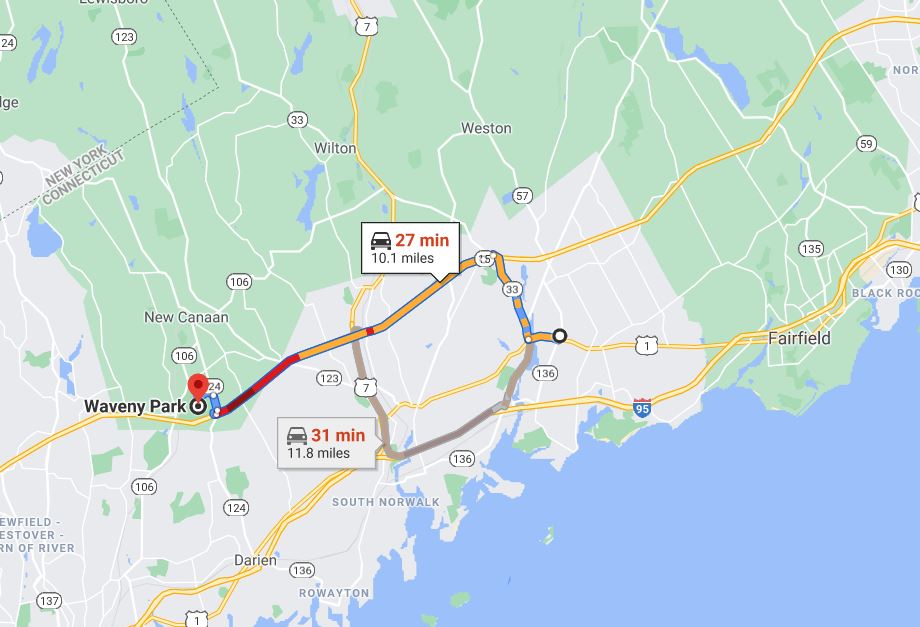 Lewisboro
24
123
7
NOR
dge
33
Weston
Wilton
59
NEW YORK
CONNECTICUT
57
27 min
10.1 miles
15
135
106
33
130
BLACK ROC
New Canaan
1
Fairfield
106
123
136
24
7
Waveny Park
95
31 min
11.8 miles
136
106
124
SOUTH NORWALK
EWFIELD -
ESTOVER -
RN OF RIVER
Darien
136
ROWAYTON
137
1